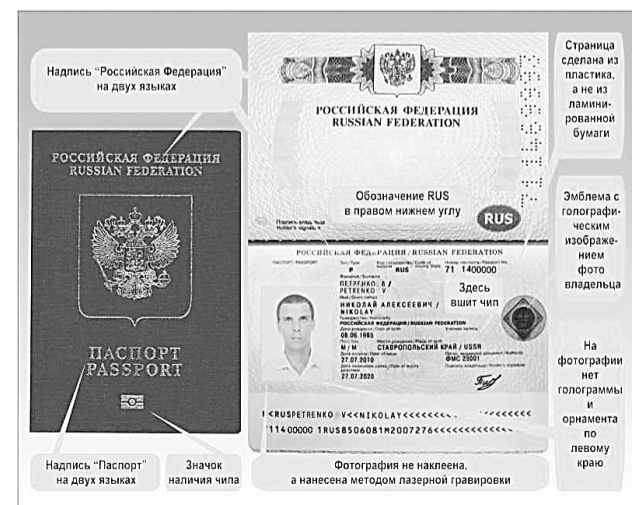 Надпись "Российская Федерация"
на двух языках
РОССИЙСКАЯ ФЕДЕРАЦИЯ
RUSSIAN FEDERATION
ПАСПОРТ
PASSPORT
Надпись "Паспорт"
на двух языках
Значок
наличия чипа
РОССИЙСКАЯ ФЕДЕРАЦИЯ
RUSSIAN FEDERATION
Обозначение RUS
в правом нижнем углу
RUS
РОССИЙСКАЯ ФЕДЕРАЦИЯ / RUSSIAN FEDERATION
P RUS 71 1400000
PETRENKO V
НИКОЛАЙ АЛЕКСЕЕВИЧ /
NIKOLAY
РОССИЙСКАЯ ФЕДЕРАЦИЯ/RUSSIAN FEDERATION
08.06.1985
М / M СТАВРОПОЛЬСКИЙ КРАЙ / USSR
27.07.2010 ФМС 26001
27.07.2020
Здесь
вшит чип
<RUSPETRENKO V<<NIKOLAY<<<<<<<
11400000 1RUS8506081M2007276<<<<<<<<<<<<<<
Фотография не наклеена,
а нанесена методом лазерной гравировки
Страница
сделана из
пластика,
а не из
ламини-
рованной
бумаги
Эмблема с
голографи-
ческим
изображе-
нием
фото
владельца
На
фотографии
нет
голограммы
и
орнамента
по
левому
краю